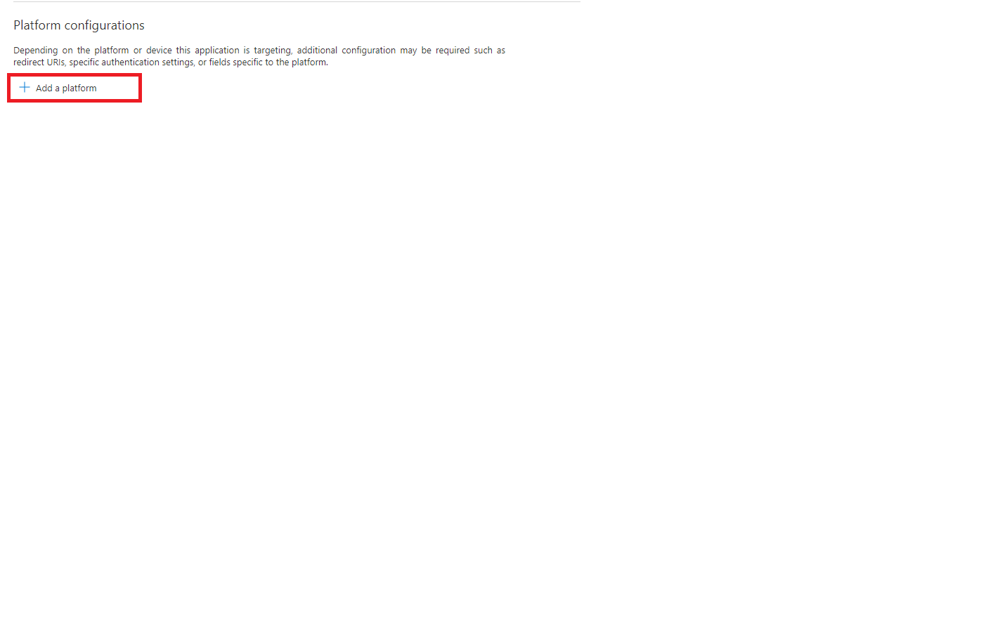 Platform configurations
Depending on the platform or device this application is targeting, additional configuration may be required such as
redirect URIs, specific authentication settings, or fields specific to the platform.
Add a platform